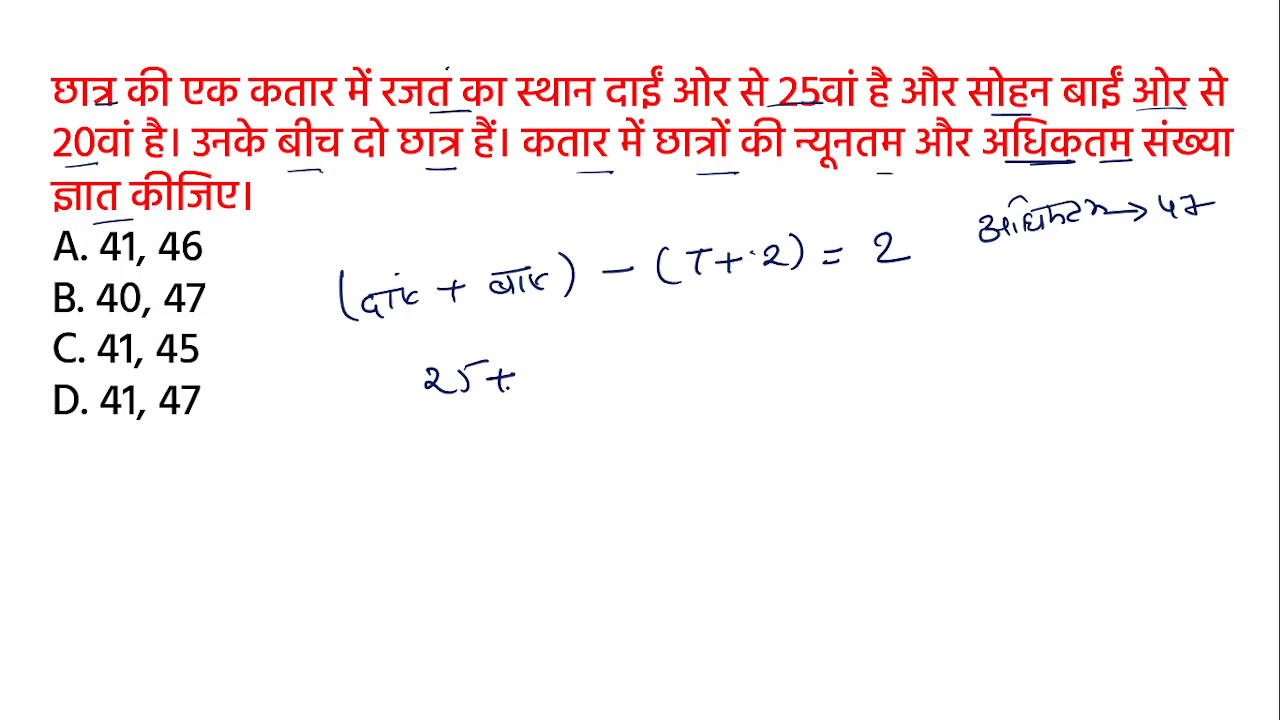 छात्र की एक कतार में रजत का स्थान दाईं ओर से 25वां है और सोहन बाईं ओर से
20वां है। उनके बीच दो छात्र हैं। कतार में छात्रों की न्यूनतम और अधिकतम संख्या
ज्ञात कीजिए।
अधिकतम → 47
A. 41, 46
(दांए + बांए) - (T + 2) = 2
B. 40, 47
C. 41, 45
25 +
D. 41, 47